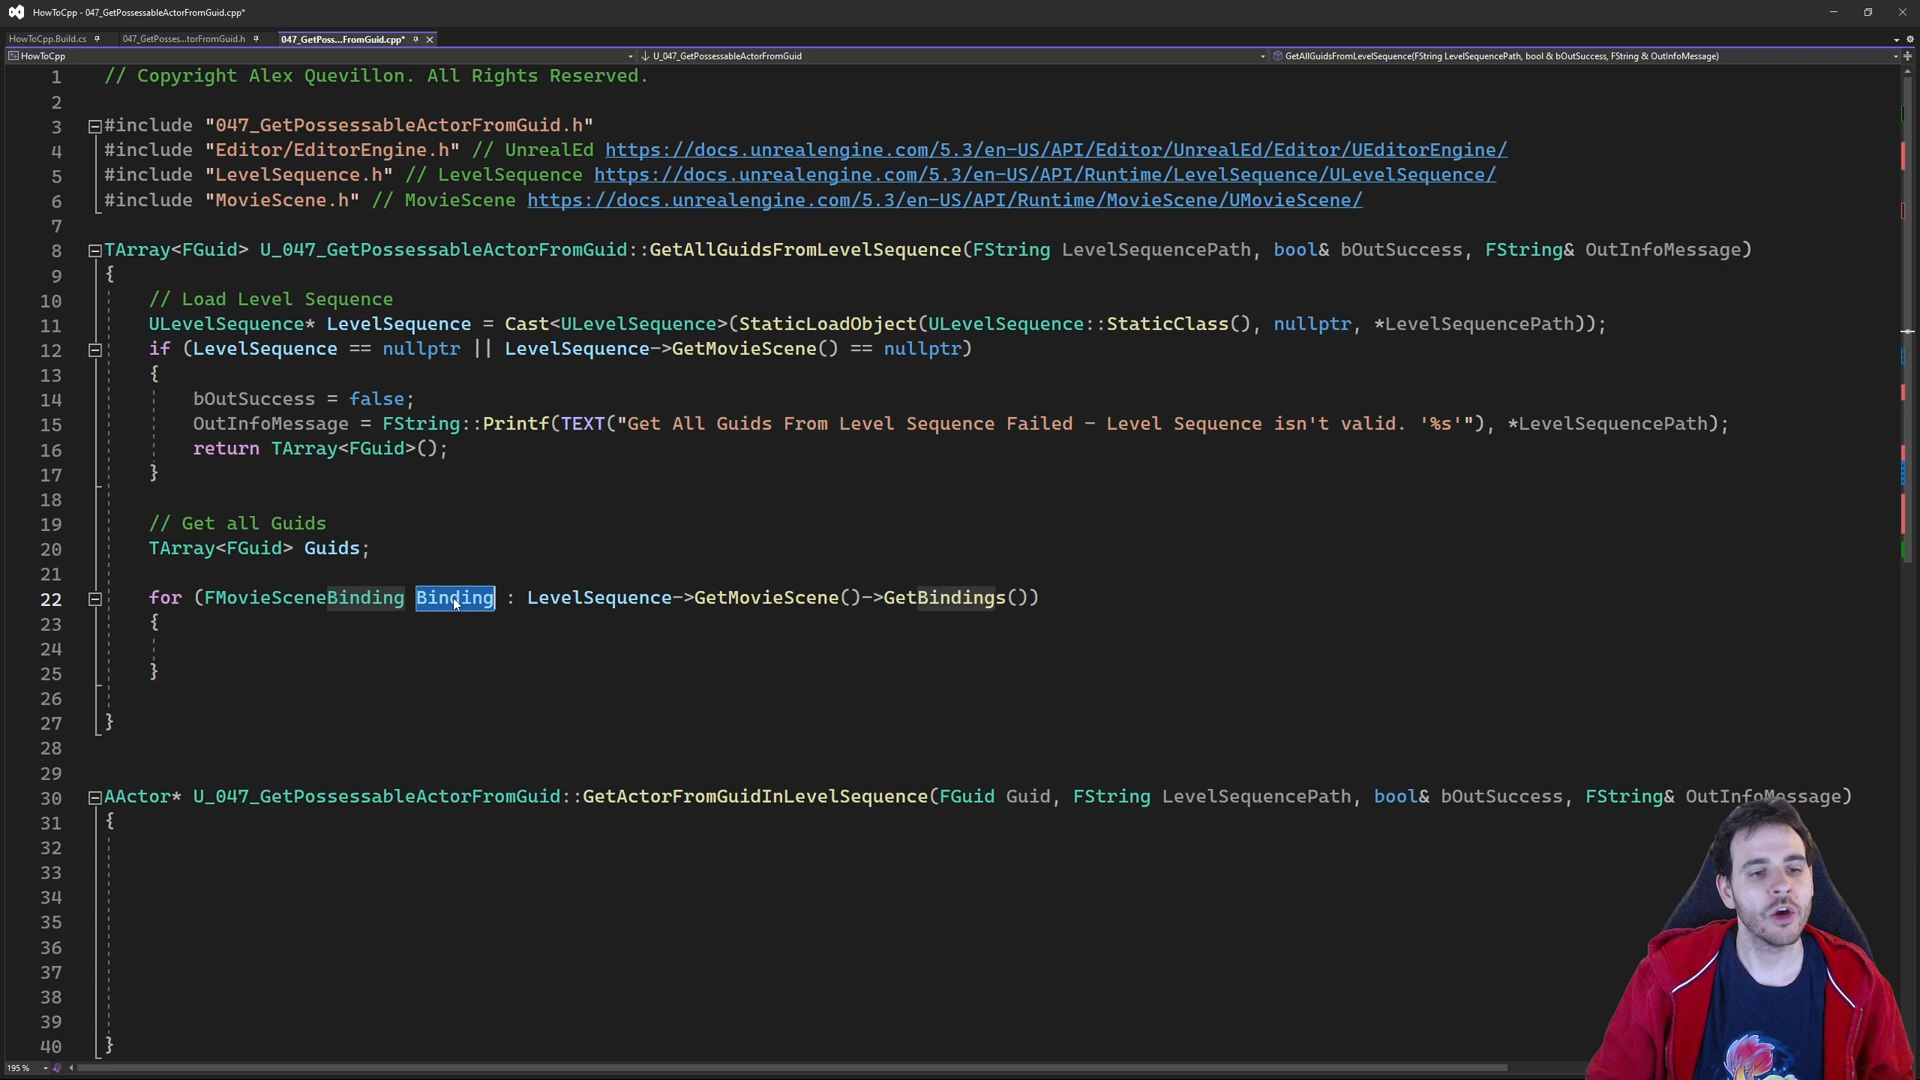 HowToCpp - 047_GetPossessableActorFromGuid.cpp*
HowToCpp.Build.cs 047_GetPosses...torFromGuid.h 047_GetPoss...FromGuid.cpp*
HowToCpp U_047_GetPossessableActorFromGuid GetAllGuidsFromLevelSequence(FString LevelSequencePath, bool & bOutSuccess, FString & OutInfoMessage)
1 // Copyright Alex Quevillon. All Rights Reserved.
2
3 #include "047_GetPossessableActorFromGuid.h"
4 #include "Editor/EditorEngine.h" // UnrealEd https://docs.unrealengine.com/5.3/en-US/API/Editor/UnrealEd/Editor/UEditorEngine/
5 #include "LevelSequence.h" // LevelSequence https://docs.unrealengine.com/5.3/en-US/API/Runtime/LevelSequence/ULevelSequence/
6 #include "MovieScene.h" // MovieScene https://docs.unrealengine.com/5.3/en-US/API/Runtime/MovieScene/UMovieScene/
7
8 TArray<FGuid> U_047_GetPossessableActorFromGuid::GetAllGuidsFromLevelSequence(FString LevelSequencePath, bool& bOutSuccess, FString& OutInfoMessage)
9 {
10 // Load Level Sequence
11 ULevelSequence* LevelSequence = Cast<ULevelSequence>(StaticLoadObject(ULevelSequence::StaticClass(), nullptr, *LevelSequencePath));
12 if (LevelSequence == nullptr || LevelSequence->GetMovieScene() == nullptr)
13 {
14 bOutSuccess = false;
15 OutInfoMessage = FString::Printf(TEXT("Get All Guids From Level Sequence Failed - Level Sequence isn't valid. '%s'"), *LevelSequencePath);
16 return TArray<FGuid>();
17 }
18
19 // Get all Guids
20 TArray<FGuid> Guids;
21
22 for (FMovieSceneBinding Binding : LevelSequence->GetMovieScene()->GetBindings())
23 {
24
25 }
26
27 }
28
29
30 AActor* U_047_GetPossessableActorFromGuid::GetActorFromGuidInLevelSequence(FGuid Guid, FString LevelSequencePath, bool& bOutSuccess, FString& OutInfoMessage)
31 {
32
33
34
35
36
37
38
39
40 }
195 %